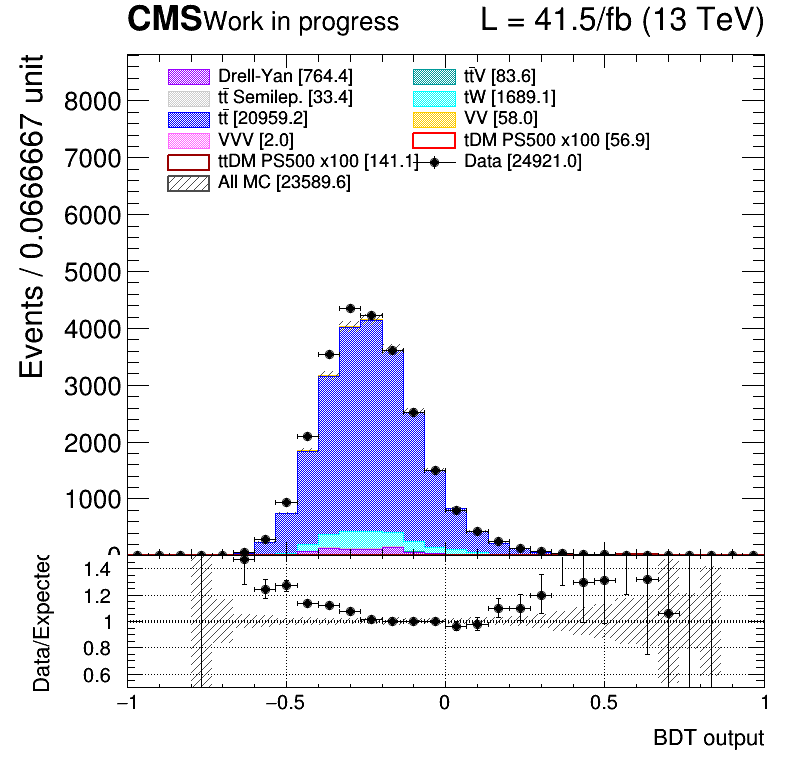 CMS Work in progress L = 41.5/fb (13 TeV)
Events / 0.0666667 unit
Drell-Yan [764.4] tt̄V [83.6]
tt̄ Semilep. [33.4] tW [1689.1]
tt̄ [20959.2] VV [58.0]
VVV [2.0] tDM PS500 x100 [56.9]
ttDM PS500 x100 [141.1] Data [24921.0]
All MC [23589.6]
8000
7000
6000
5000
4000
3000
2000
1000
0
Data/Expected
1.4
1.2
1
0.8
0.6
−1 −0.5 0 0.5 1
BDT output